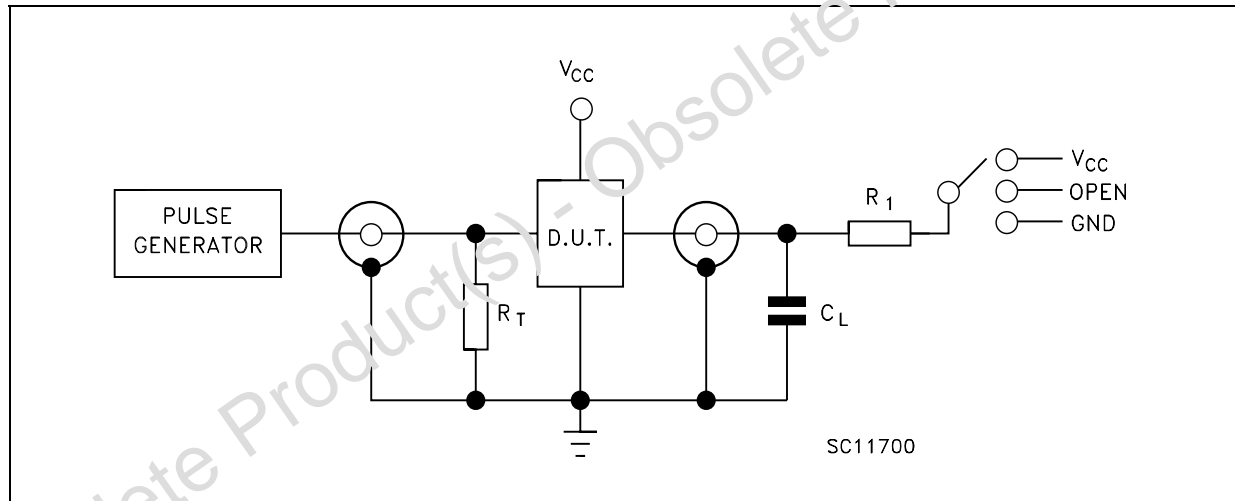 Obsolete Product(s) - Obsolete
VCC
PULSE
GENERATOR
D.U.T.
RT
R1
CL
VCC
OPEN
GND
SC11700